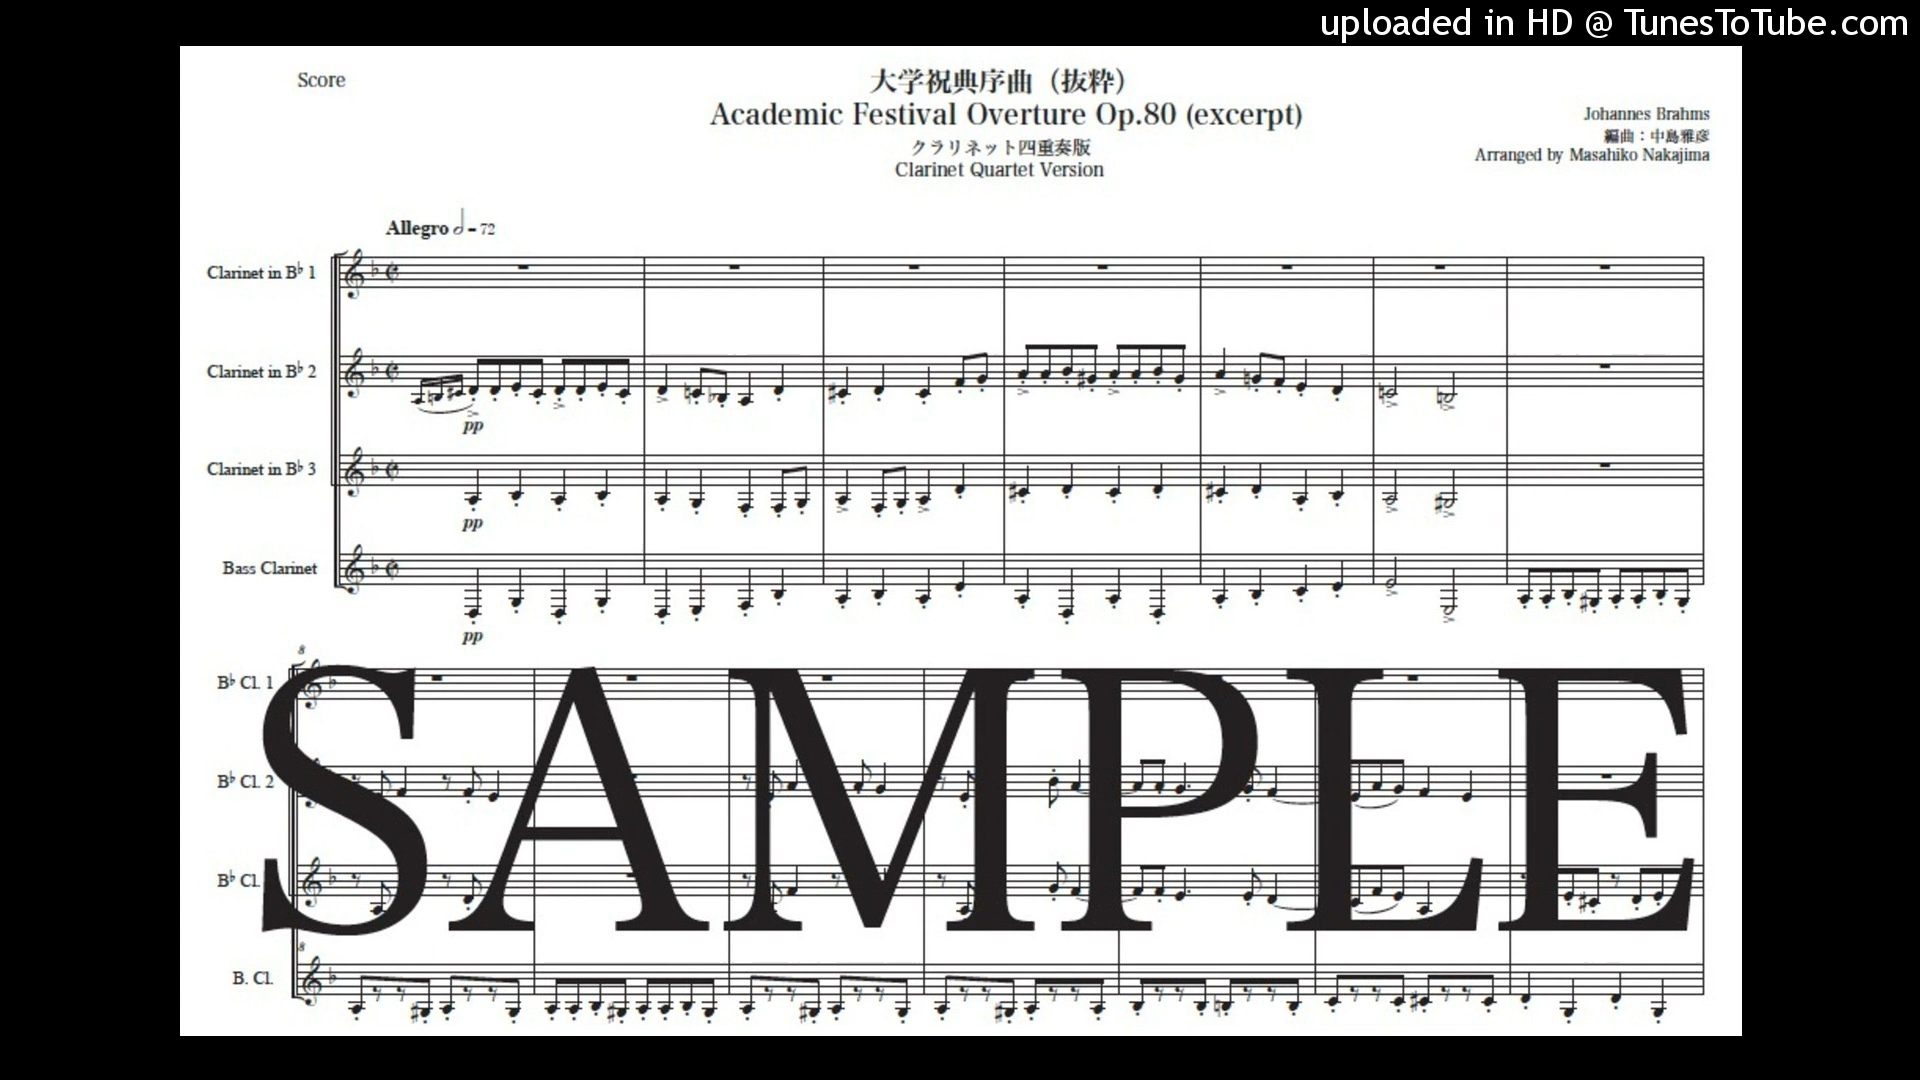 uploaded in HD @ TunesToTube.com
Score
大学祝典序曲（抜粋）
Academic Festival Overture Op.80 (excerpt)
クラリネット四重奏版
Clarinet Quartet Version
Johannes Brahms
編曲：中島雅彦
Arranged by Masahiko Nakajima
Allegro 𝅗𝅥 = 72
Clarinet in B♭ 1
Clarinet in B♭ 2
pp
Clarinet in B♭ 3
pp
Bass Clarinet
pp
8
B♭ Cl. 1
B♭ Cl. 2
B♭ Cl.
8
B. Cl.
SAMPLE